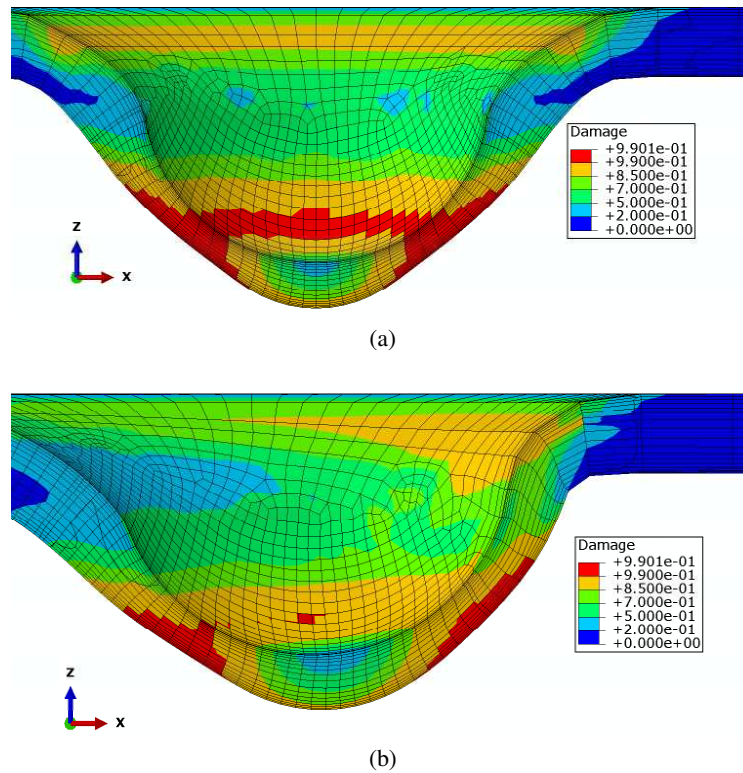 Damage
+9.901e-01
+9.900e-01
+8.500e-01
+7.000e-01
+5.000e-01
+2.000e-01
+0.000e+00
z
x
(a)
Damage
+9.901e-01
+9.900e-01
+8.500e-01
+7.000e-01
+5.000e-01
+2.000e-01
+0.000e+00
z
x
(b)